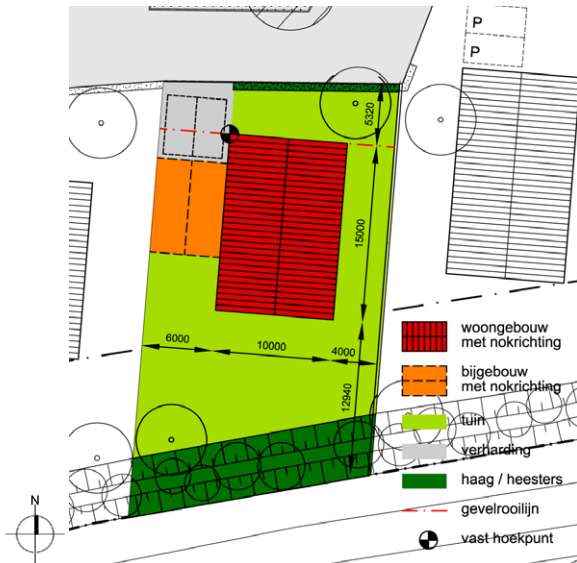 P
P
5320
15000
6000
10000
4000
12940
woongebouw
met nokrichting
bijgebouw
met nokrichting
tuin
verharding
haag / heesters
gevelrooilijn
vast hoekpunt
N